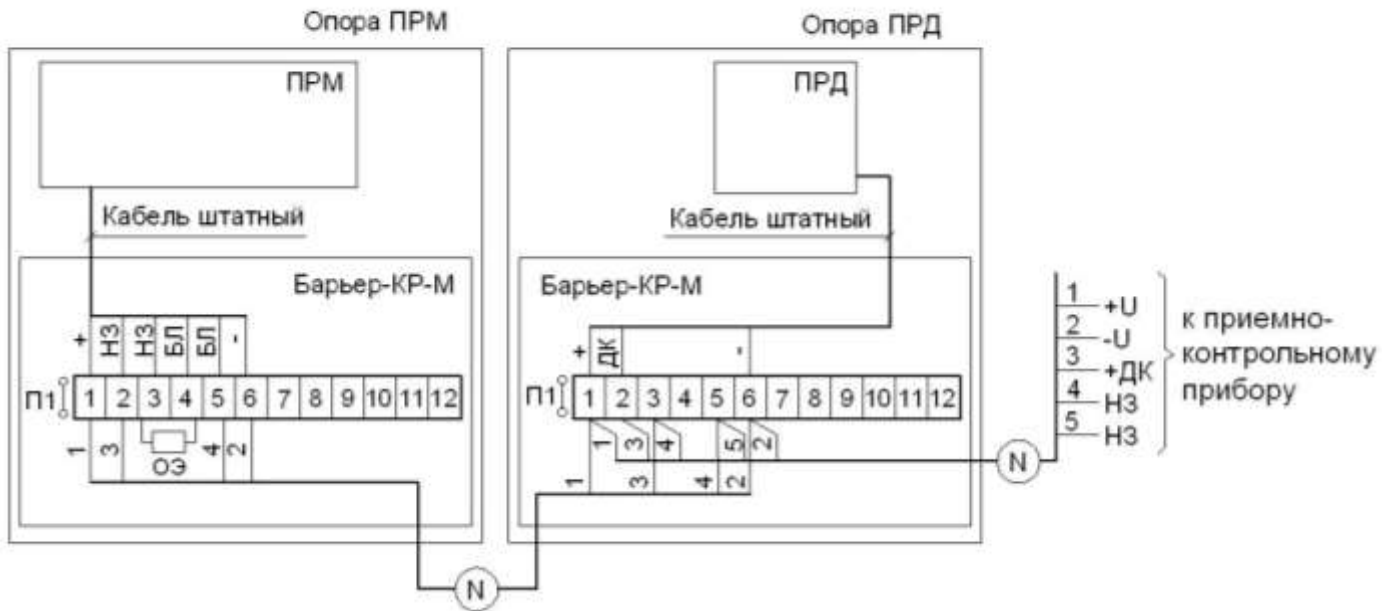 Опора ПРМ
Опора ПРД
ПРМ
ПРД
Кабель штатный
Кабель штатный
Барьер-КР-М
Барьер-КР-М
+ НЗ НЗ БЛ БЛ -
+ ДК -
П1 1 2 3 4 5 6 7 8 9 10 11 12
П1 1 2 3 4 5 6 7 8 9 10 11 12
1 3 ОЭ 4 2
1 3 4 5 2
1 3 4 2
N
N
1 +U
2 -U
3 +ДК
4 НЗ
5 НЗ
к приемно-
контрольному
прибору